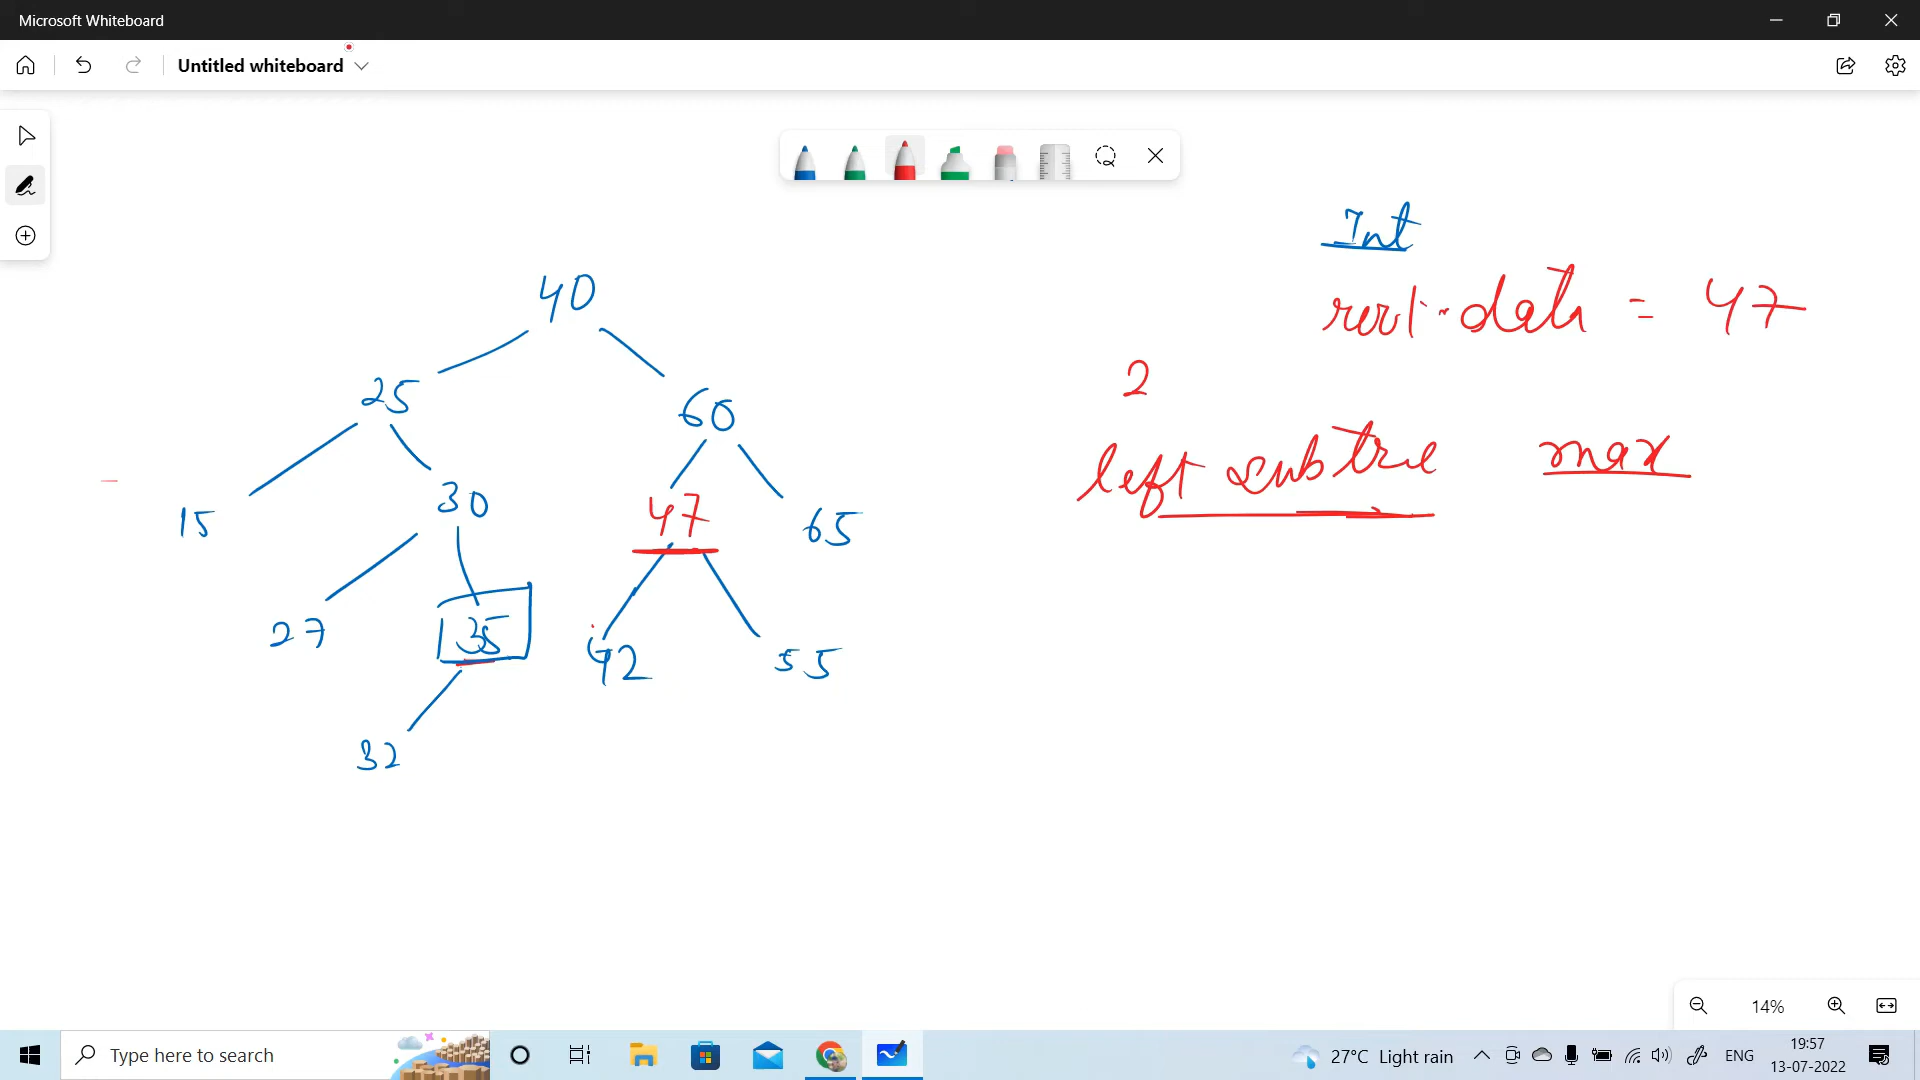 Microsoft Whiteboard
Untitled whiteboard
Int
root.data = 47
2
left subtree max
40
25
60
15
30
47
65
27
35
42
55
32
14%
Type here to search
27°C Light rain
ENG
19:57
13-07-2022